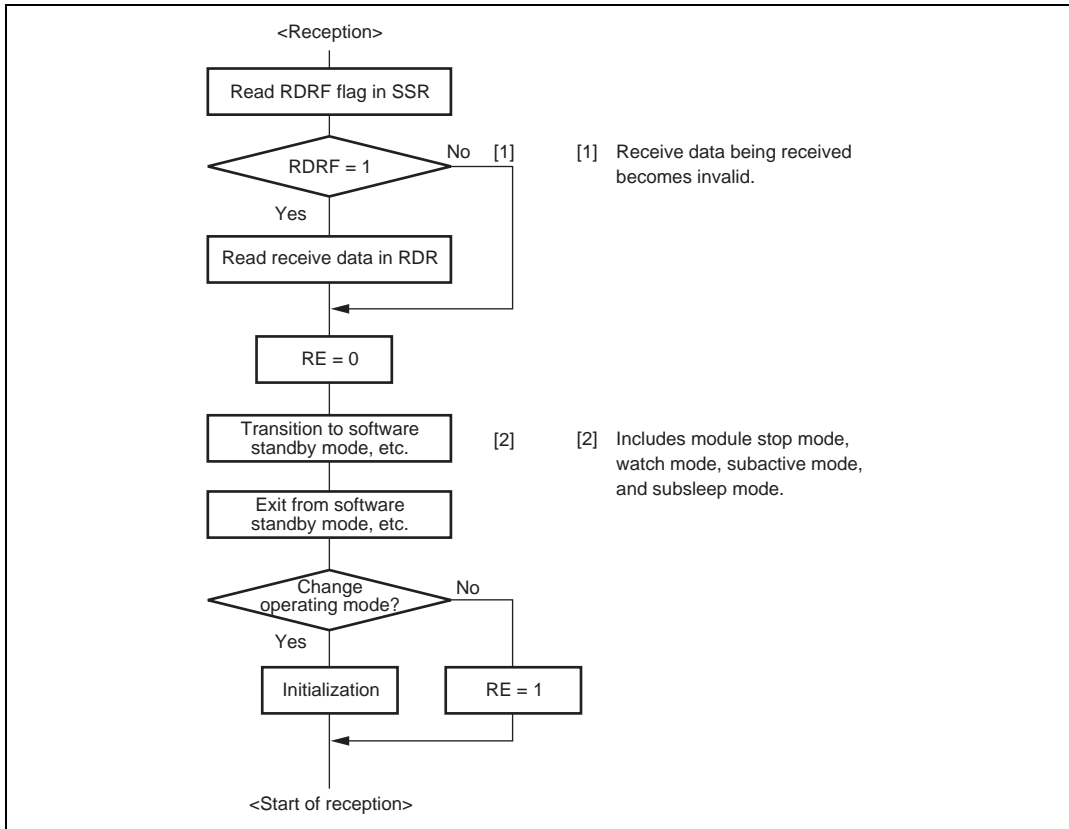 <Reception>
Read RDRF flag in SSR
RDRF = 1
No [1]
[1] Receive data being received
becomes invalid.
Yes
Read receive data in RDR
RE = 0
Transition to software
standby mode, etc.
[2]
[2] Includes module stop mode,
watch mode, subactive mode,
and subsleep mode.
Exit from software
standby mode, etc.
Change
operating mode?
No
Yes
Initialization
RE = 1
<Start of reception>